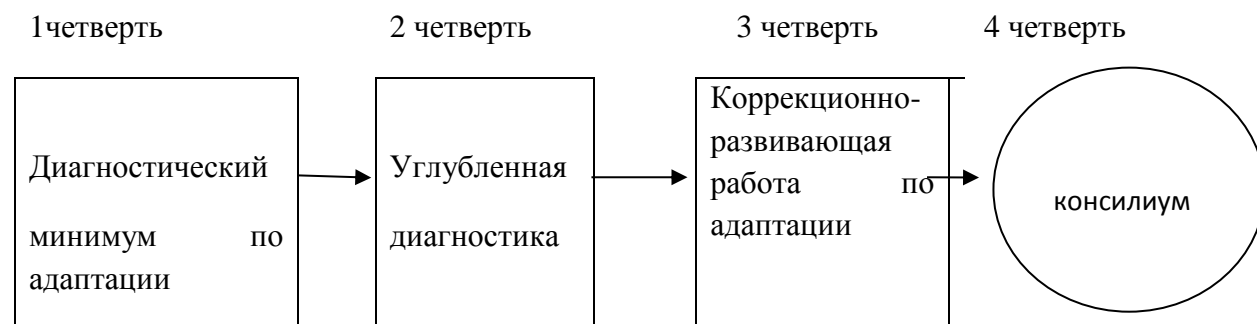 1четверть
2 четверть
3 четверть
4 четверть
Диагностический
минимум по
адаптации
Углубленная
диагностика
Коррекционно-
развивающая
работа по
адаптации
консилиум